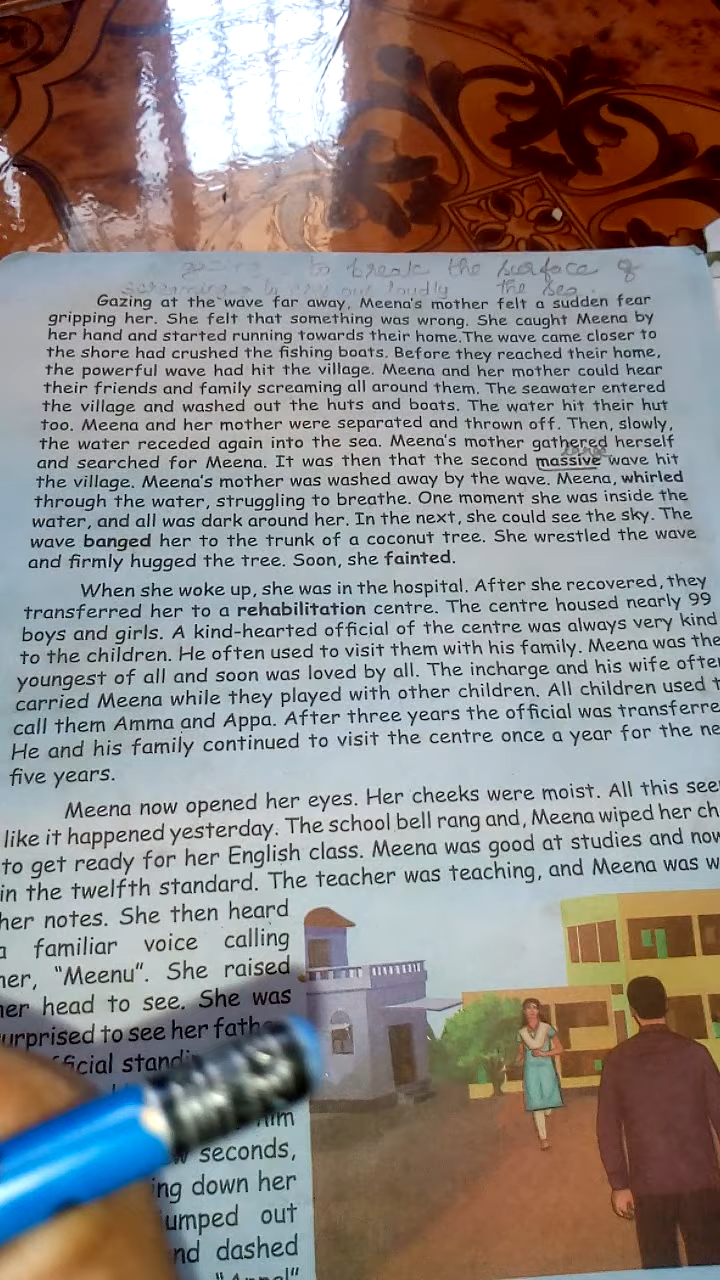 to break the surface of
screaming - to cry out loudly the sea.
Gazing at the wave far away, Meena's mother felt a sudden fear
gripping her. She felt that something was wrong. She caught Meena by
her hand and started running towards their home.The wave came closer to
the shore had crushed the fishing boats. Before they reached their home,
the powerful wave had hit the village. Meena and her mother could hear
their friends and family screaming all around them. The seawater entered
the village and washed out the huts and boats. The water hit their hut
too. Meena and her mother were separated and thrown off. Then, slowly,
the water receded again into the sea. Meena's mother gathered herself
and searched for Meena. It was then that the second massive wave hit
the village. Meena's mother was washed away by the wave. Meena, whirled
through the water, struggling to breathe. One moment she was inside the
water, and all was dark around her. In the next, she could see the sky. The
wave banged her to the trunk of a coconut tree. She wrestled the wave
and firmly hugged the tree. Soon, she fainted.
When she woke up, she was in the hospital. After she recovered, they
transferred her to a rehabilitation centre. The centre housed nearly 99
boys and girls. A kind-hearted official of the centre was always very kind
to the children. He often used to visit them with his family. Meena was the
youngest of all and soon was loved by all. The incharge and his wife ofte
carried Meena while they played with other children. All children used t
call them Amma and Appa. After three years the official was transferre
He and his family continued to visit the centre once a year for the ne
five years.
Meena now opened her eyes. Her cheeks were moist. All this see
like it happened yesterday. The school bell rang and, Meena wiped her ch
to get ready for her English class. Meena was good at studies and now
in the twelfth standard. The teacher was teaching, and Meena was w
her notes. She then heard
a familiar voice calling
her, "Meenu". She raised
her head to see. She was
urprised to see her fath
ficial standi
him
seconds,
ing down her
umped out
nd dashed
"Appa!"